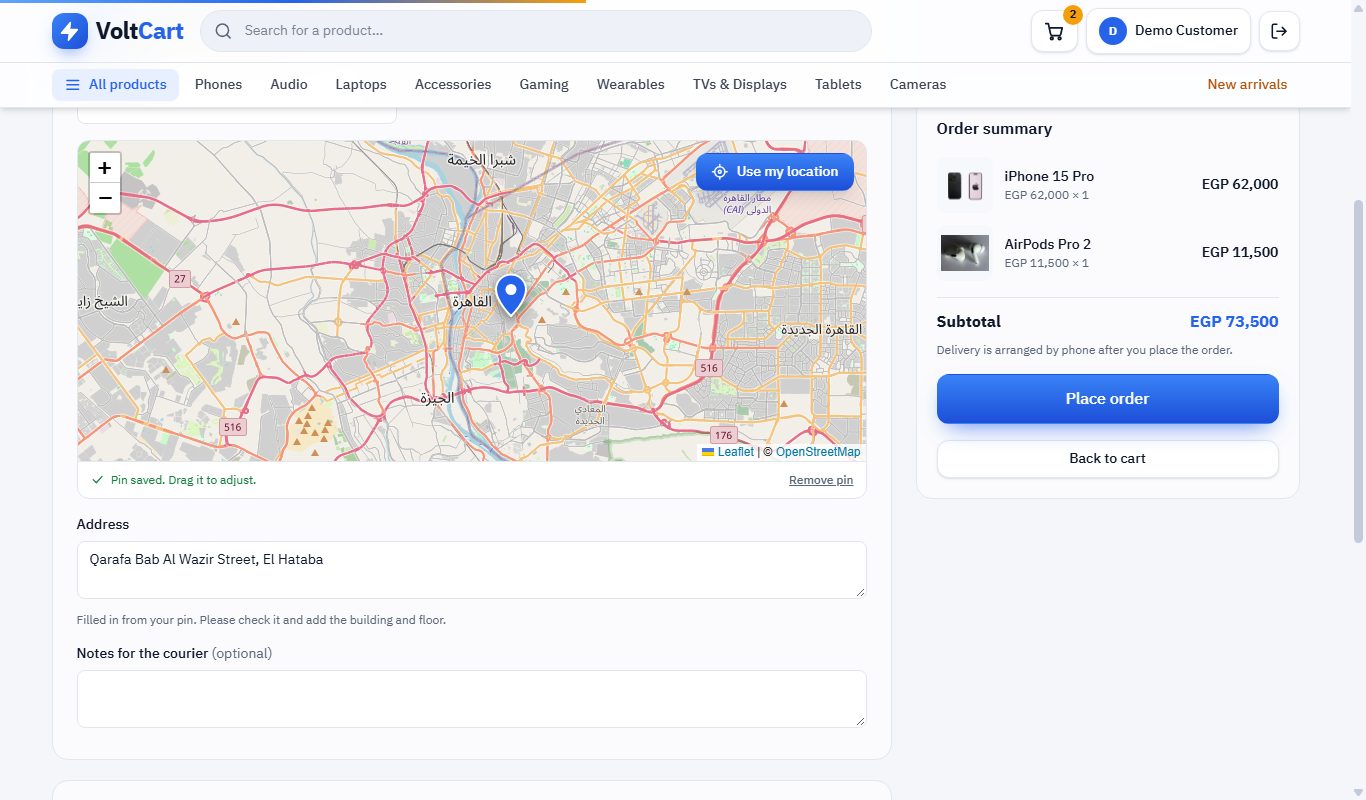 VoltCart
Search for a product...
2
D
Demo Customer
All products
Phones
Audio
Laptops
Accessories
Gaming
Wearables
TVs & Displays
Tablets
Cameras
New arrivals
+
−
شبرا الخيمة
Use my location
مطار القاهرة
الدولى (CAI)
27
الشيخ زايد
القاهرة
القاهرة الجديدة
516
الجيزة
المعادي
الجديدة
516
176
Leaflet | © OpenStreetMap
Pin saved. Drag it to adjust.
Remove pin
Address
Qarafa Bab Al Wazir Street, El Hataba
Filled in from your pin. Please check it and add the building and floor.
Notes for the courier (optional)
Order summary
iPhone 15 Pro
EGP 62,000 × 1
EGP 62,000
AirPods Pro 2
EGP 11,500 × 1
EGP 11,500
Subtotal
EGP 73,500
Delivery is arranged by phone after you place the order.
Place order
Back to cart